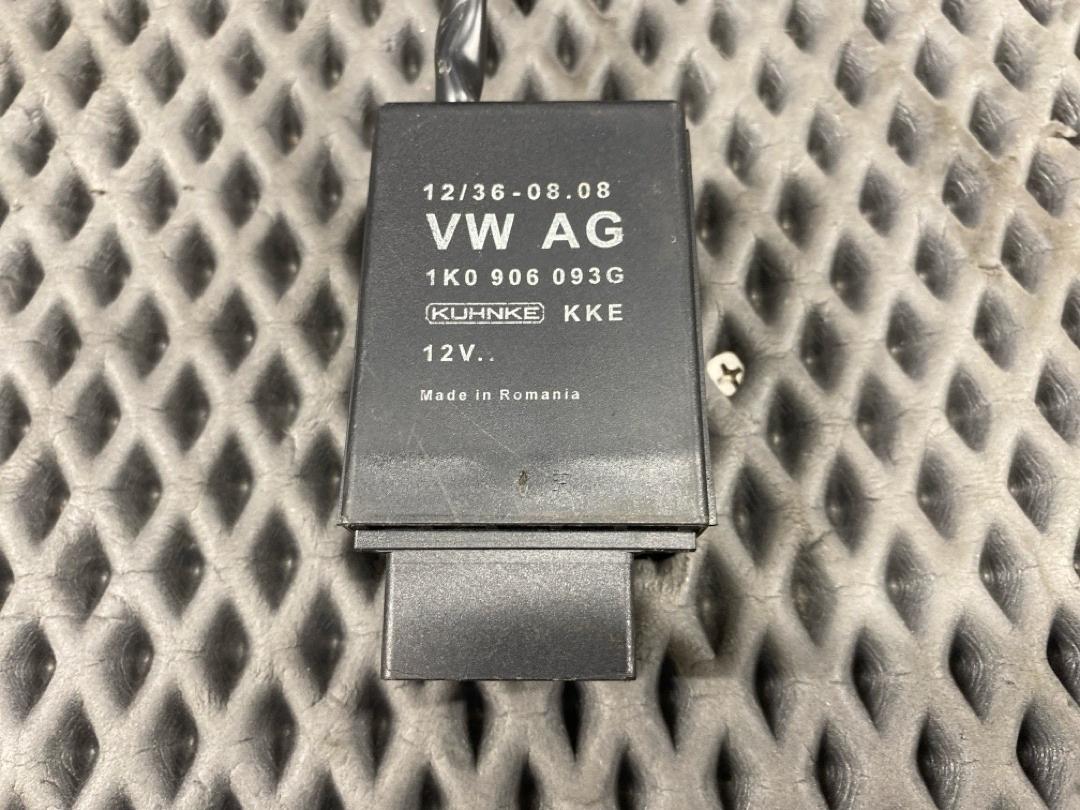 12/36-08.08
VW AG
1K0 906 093G
KUHNKE KKE
12V..
Made in Romania